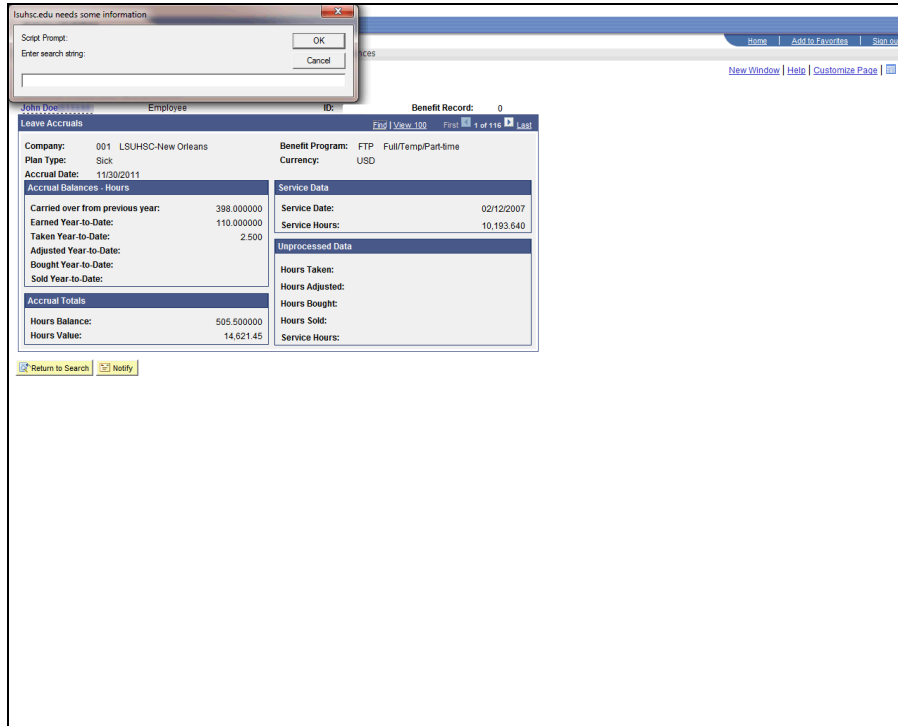 lsuhsc.edu needs some information
Script Prompt:
OK
Enter search string:
Cancel
nces
Home | Add to Favorites | Sign ou
New Window | Help | Customize Page |
John Doe Employee ID: Benefit Record: 0
Leave Accruals Find | View 100 First 1 of 116 Last
Company: 001 LSUHSC-New Orleans Benefit Program: FTP Full/Temp/Part-time
Plan Type: Sick Currency: USD
Accrual Date: 11/30/2011
Accrual Balances - Hours
Carried over from previous year: 398.000000
Earned Year-to-Date: 110.000000
Taken Year-to-Date: 2.500
Adjusted Year-to-Date:
Bought Year-to-Date:
Sold Year-to-Date:
Accrual Totals
Hours Balance: 505.500000
Hours Value: 14,621.45
Service Data
Service Date: 02/12/2007
Service Hours: 10,193.640
Unprocessed Data
Hours Taken:
Hours Adjusted:
Hours Bought:
Hours Sold:
Service Hours:
Return to Search Notify